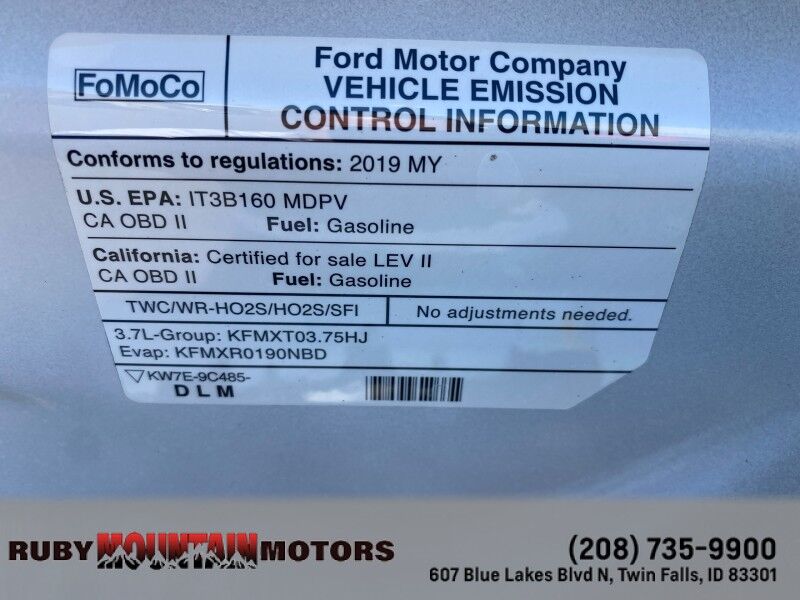 FoMoCo
Ford Motor Company
VEHICLE EMISSION
CONTROL INFORMATION
Conforms to regulations: 2019 MY
U.S. EPA: IT3B160 MDPV
CA OBD II Fuel: Gasoline
California: Certified for sale LEV II
CA OBD II Fuel: Gasoline
TWC/WR-HO2S/HO2S/SFI No adjustments needed.
3.7L-Group: KFMXT03.75HJ
Evap: KFMXR0190NBD
KW7E-9C485-
DLM
RUBY MOUNTAIN MOTORS
(208) 735-9900
607 Blue Lakes Blvd N, Twin Falls, ID 83301